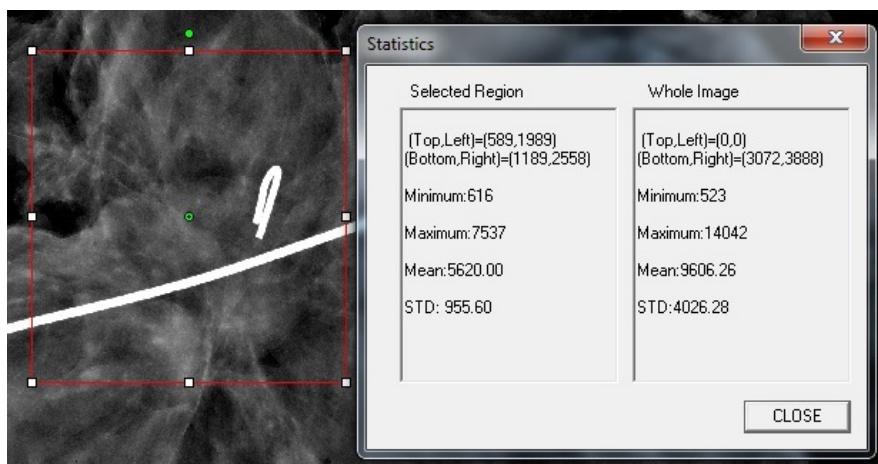 Statistics
Selected Region
(Top,Left)=(589,1989)
(Bottom,Right)=(1189,2558)
Minimum:616
Maximum:7537
Mean:5620.00
STD: 955.60
Whole Image
(Top,Left)=(0,0)
(Bottom,Right)=(3072,3888)
Minimum:523
Maximum:14042
Mean:9606.26
STD:4026.28
CLOSE